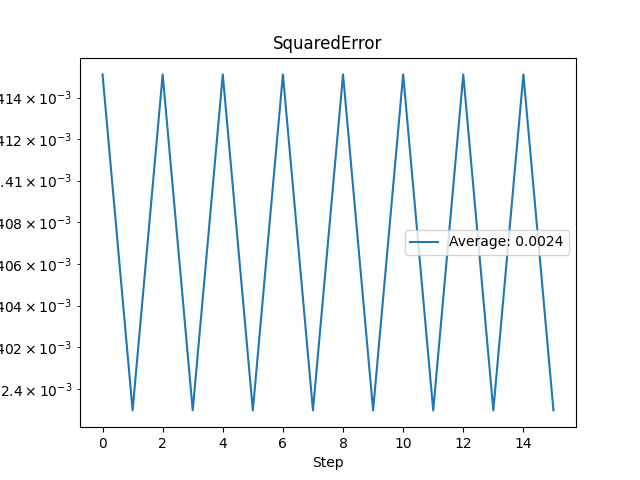 SquaredError
414 × 10⁻³
412 × 10⁻³
.41 × 10⁻³
408 × 10⁻³
Average: 0.0024
406 × 10⁻³
404 × 10⁻³
402 × 10⁻³
2.4 × 10⁻³
0 2 4 6 8 10 12 14
Step